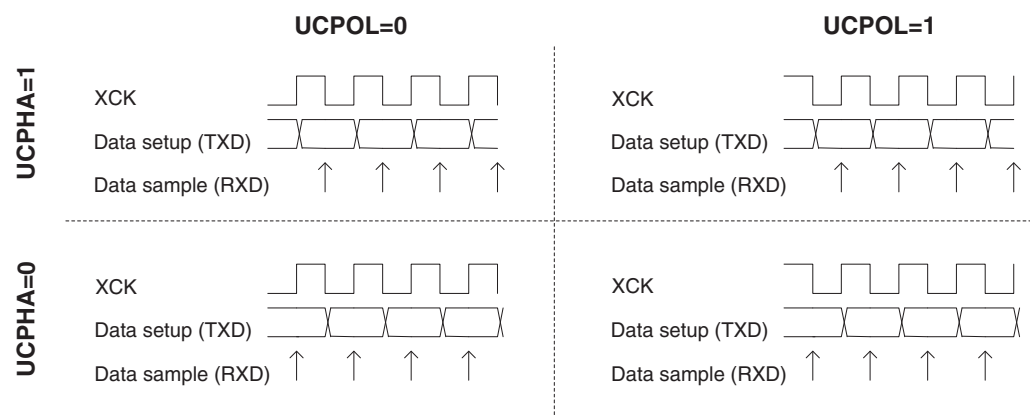 UCPOL=0
UCPOL=1
UCPHA=1
XCK
Data setup (TXD)
Data sample (RXD)
XCK
Data setup (TXD)
Data sample (RXD)
UCPHA=0
XCK
Data setup (TXD)
Data sample (RXD)
XCK
Data setup (TXD)
Data sample (RXD)